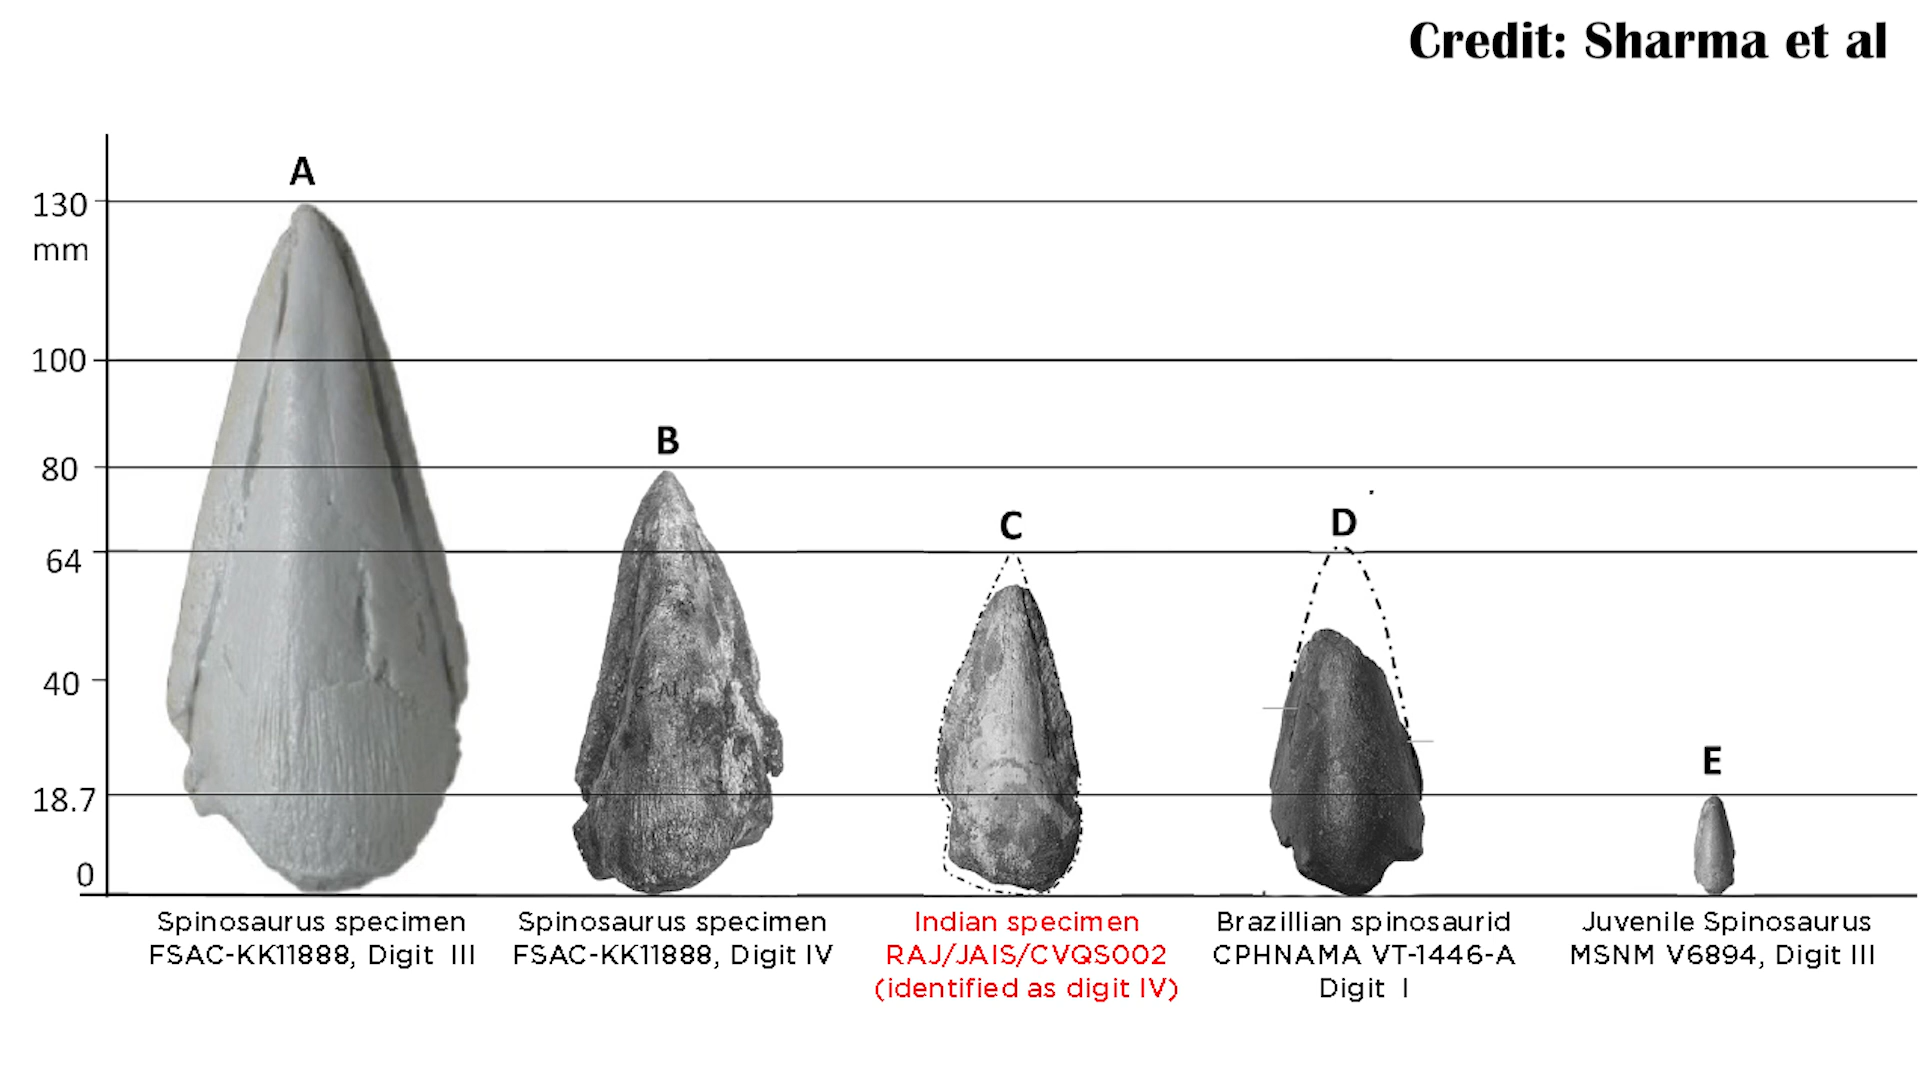 Credit: Sharma et al
A
130
mm
100
B
80
C
D
64
40
E
18.7
0
Spinosaurus specimen
FSAC-KK11888, Digit III
Spinosaurus specimen
FSAC-KK11888, Digit IV
Indian specimen
RAJ/JAIS/CVQS002
(identified as digit IV)
Brazillian spinosaurid
CPHNAMA VT-1446-A
Digit I
Juvenile Spinosaurus
MSNM V6894, Digit III